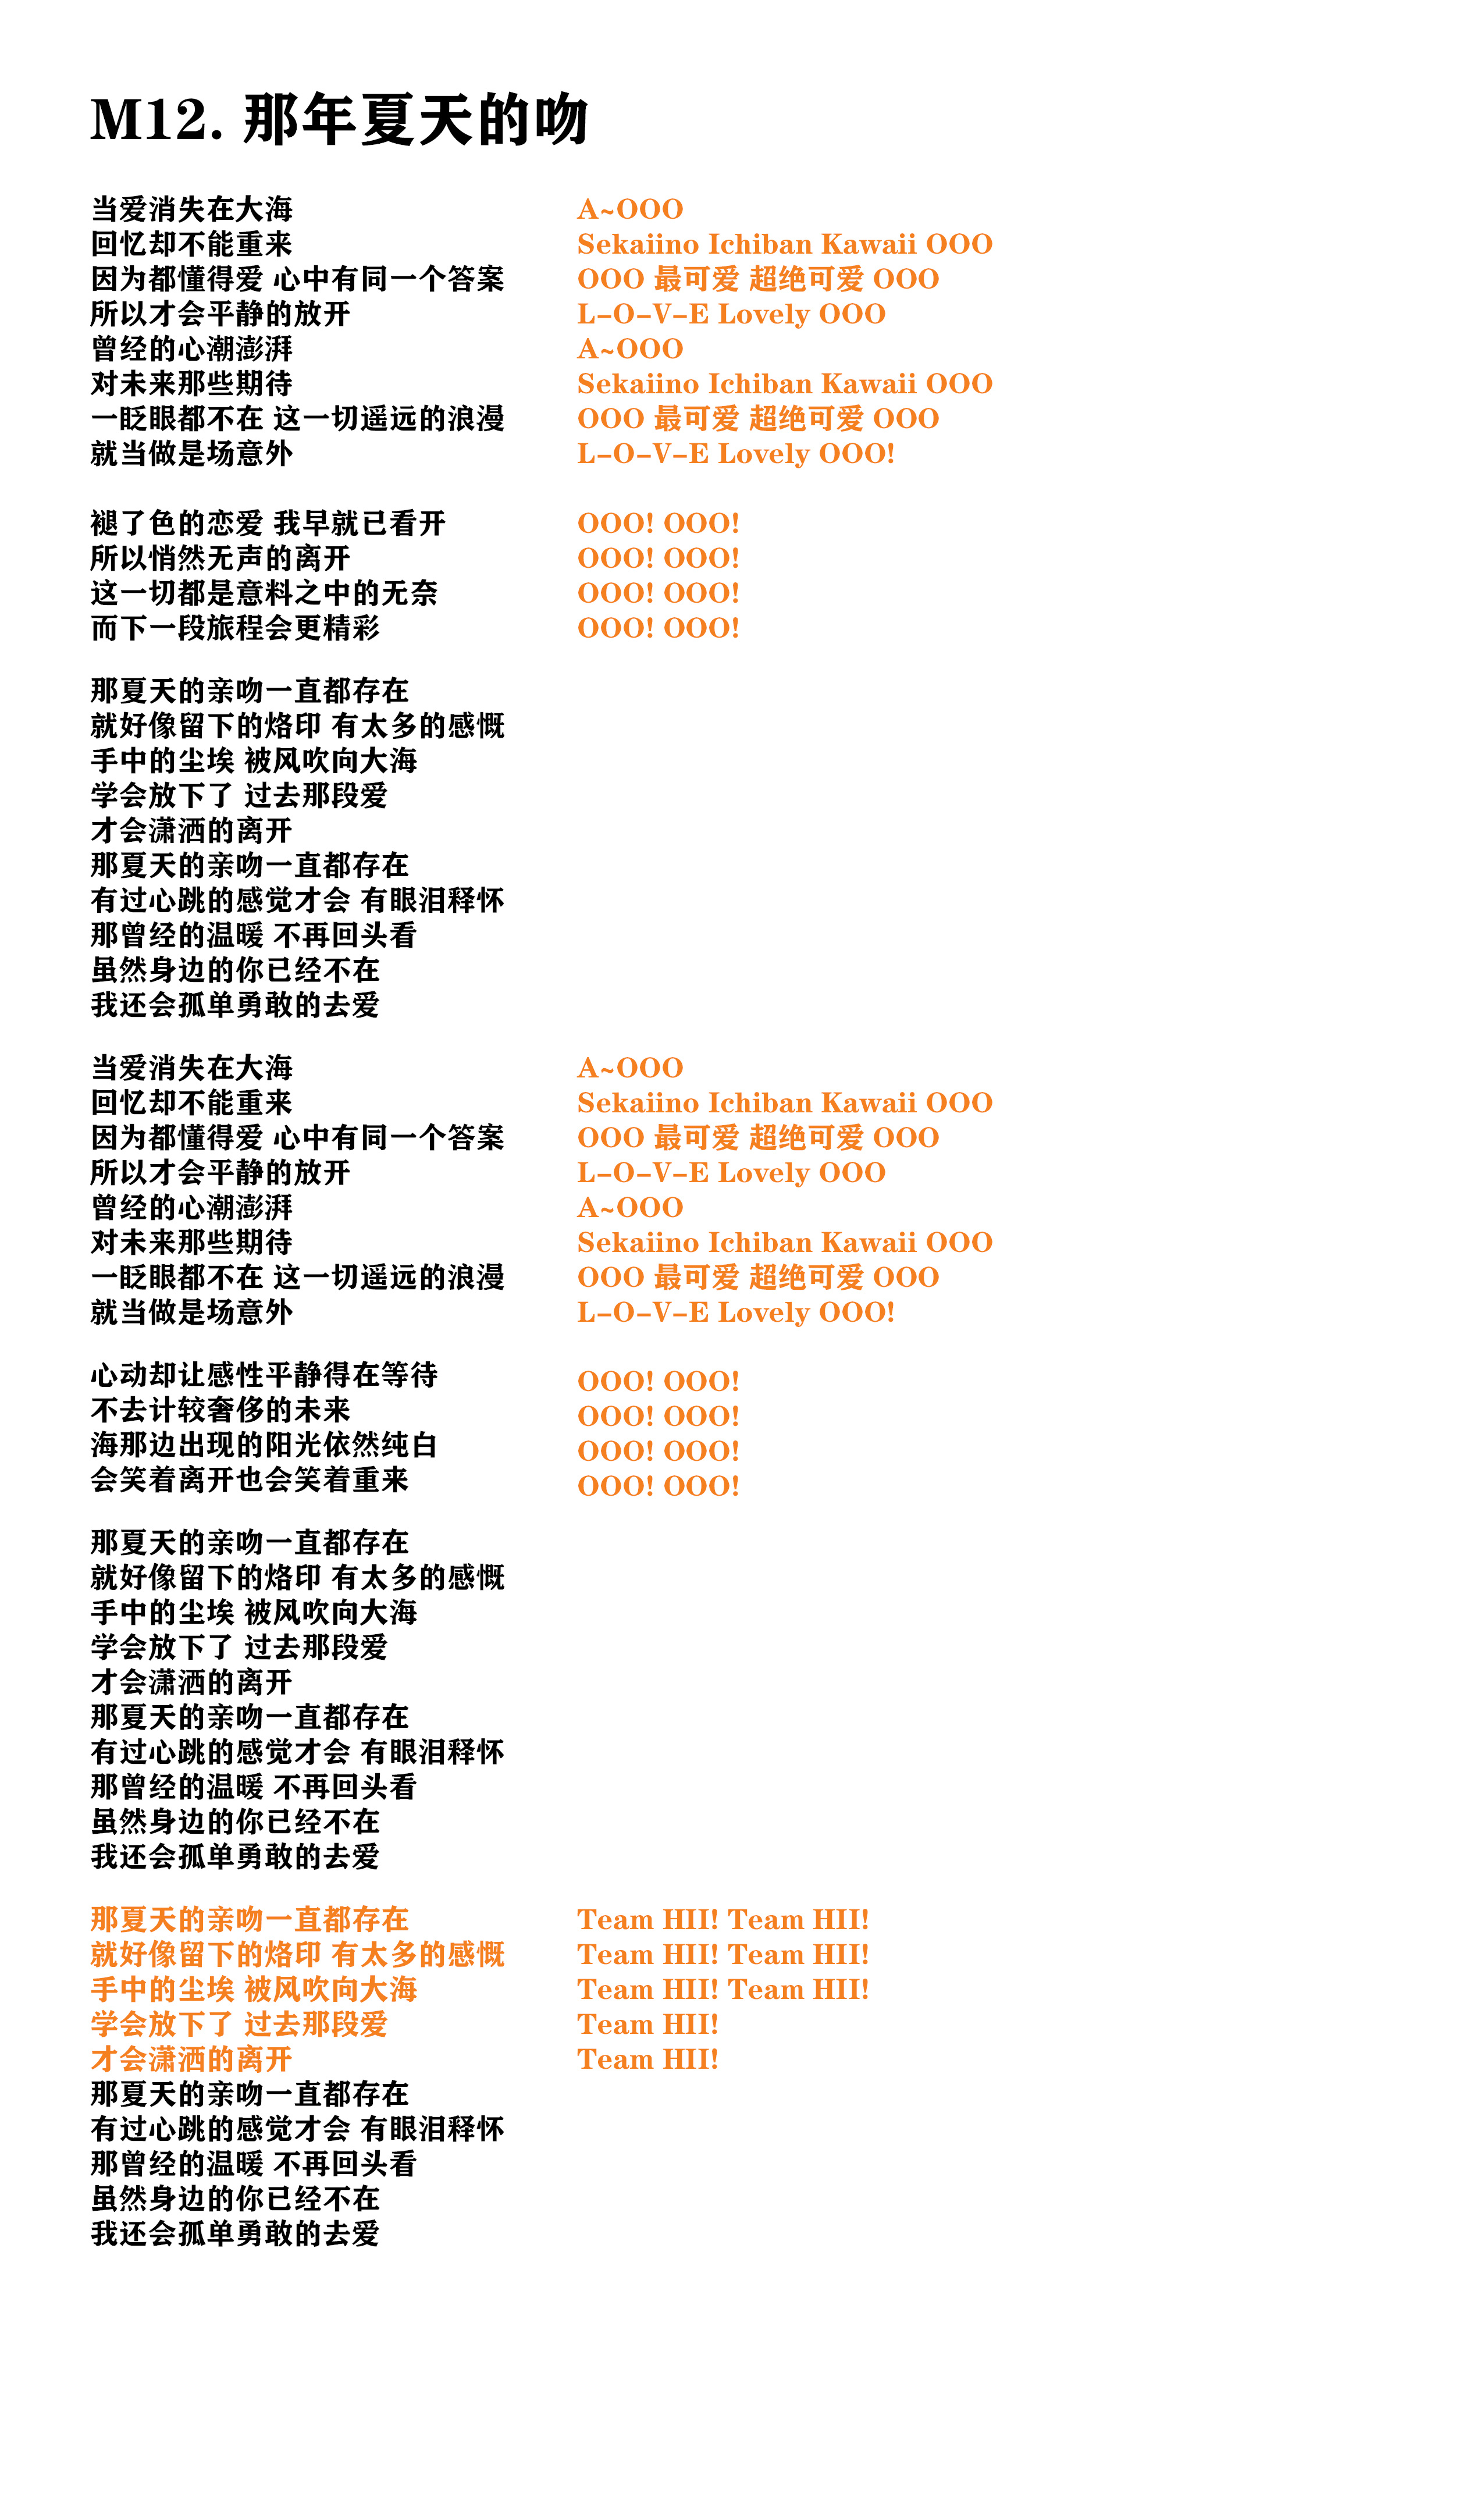 M12. 那年夏天的吻
当爱消失在大海 A~OOO
回忆却不能重来 Sekaiino Ichiban Kawaii OOO
因为都懂得爱 心中有同一个答案 OOO 最可爱 超绝可爱 OOO
所以才会平静的放开 L-O-V-E Lovely OOO
曾经的心潮澎湃 A~OOO
对未来那些期待 Sekaiino Ichiban Kawaii OOO
一眨眼都不在 这一切遥远的浪漫 OOO 最可爱 超绝可爱 OOO
就当做是场意外 L-O-V-E Lovely OOO!
褪了色的恋爱 我早就已看开 OOO! OOO!
所以悄然无声的离开 OOO! OOO!
这一切都是意料之中的无奈 OOO! OOO!
而下一段旅程会更精彩 OOO! OOO!
那夏天的亲吻一直都存在
就好像留下的烙印 有太多的感慨
手中的尘埃 被风吹向大海
学会放下了 过去那段爱
才会潇洒的离开
那夏天的亲吻一直都存在
有过心跳的感觉才会 有眼泪释怀
那曾经的温暖 不再回头看
虽然身边的你已经不在
我还会孤单勇敢的去爱
当爱消失在大海 A~OOO
回忆却不能重来 Sekaiino Ichiban Kawaii OOO
因为都懂得爱 心中有同一个答案 OOO 最可爱 超绝可爱 OOO
所以才会平静的放开 L-O-V-E Lovely OOO
曾经的心潮澎湃 A~OOO
对未来那些期待 Sekaiino Ichiban Kawaii OOO
一眨眼都不在 这一切遥远的浪漫 OOO 最可爱 超绝可爱 OOO
就当做是场意外 L-O-V-E Lovely OOO!
心动却让感性平静得在等待 OOO! OOO!
不去计较奢侈的未来 OOO! OOO!
海那边出现的阳光依然纯白 OOO! OOO!
会笑着离开也会笑着重来 OOO! OOO!
那夏天的亲吻一直都存在
就好像留下的烙印 有太多的感慨
手中的尘埃 被风吹向大海
学会放下了 过去那段爱
才会潇洒的离开
那夏天的亲吻一直都存在
有过心跳的感觉才会 有眼泪释怀
那曾经的温暖 不再回头看
虽然身边的你已经不在
我还会孤单勇敢的去爱
那夏天的亲吻一直都存在 Team HII! Team HII!
就好像留下的烙印 有太多的感慨 Team HII! Team HII!
手中的尘埃 被风吹向大海 Team HII! Team HII!
学会放下了 过去那段爱 Team HII!
才会潇洒的离开 Team HII!
那夏天的亲吻一直都存在
有过心跳的感觉才会 有眼泪释怀
那曾经的温暖 不再回头看
虽然身边的你已经不在
我还会孤单勇敢的去爱